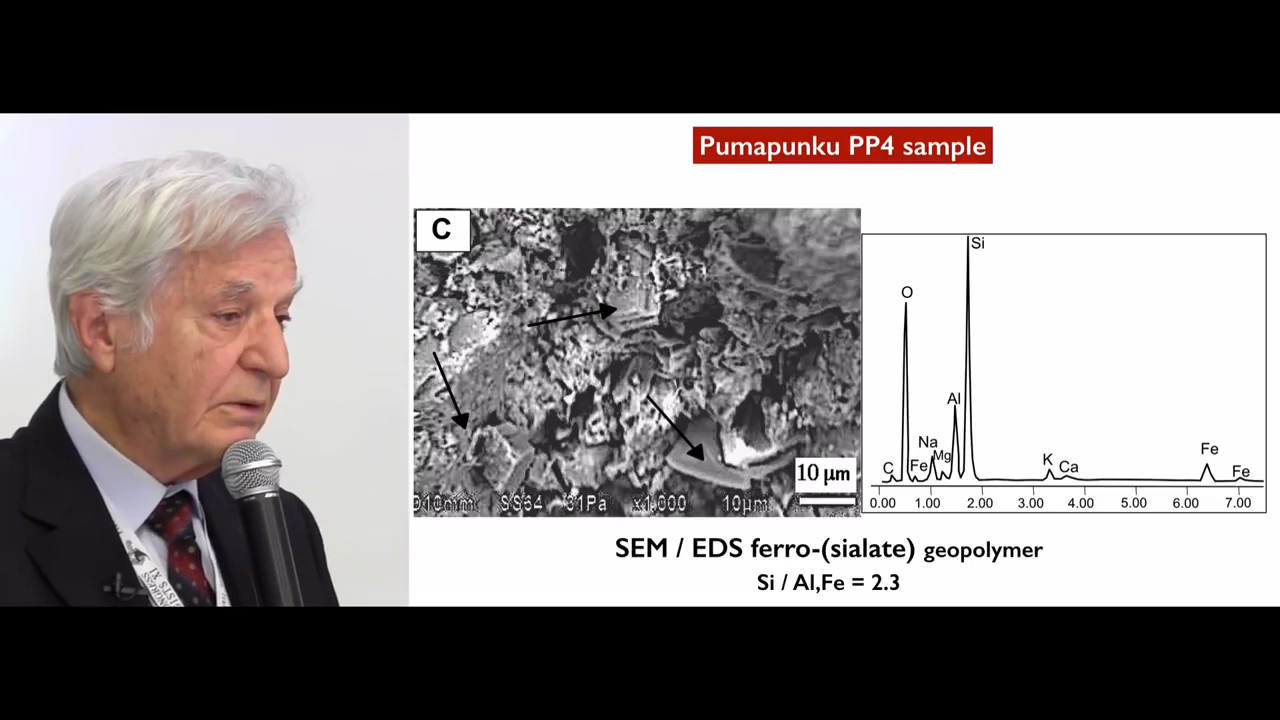 Pumapunku PP4 sample
C
10 µm
D10mm SS64 31Pa x1,000 10µm
Si
O
Al
Na
Mg
C
Fe
K
Ca
Fe
Fe
0.00 1.00 2.00 3.00 4.00 5.00 6.00 7.00
SEM / EDS ferro-(sialate) geopolymer
Si / Al,Fe = 2.3